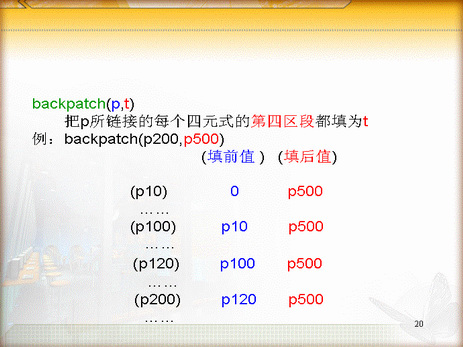 backpatch(p,t)
把p所链接的每个四元式的第四区段都填为t
例：backpatch(p200,p500)
(填前值 ) (填后值)
(p10) 0 p500
……
(p100) p10 p500
……
(p120) p100 p500
……
(p200) p120 p500
……
20